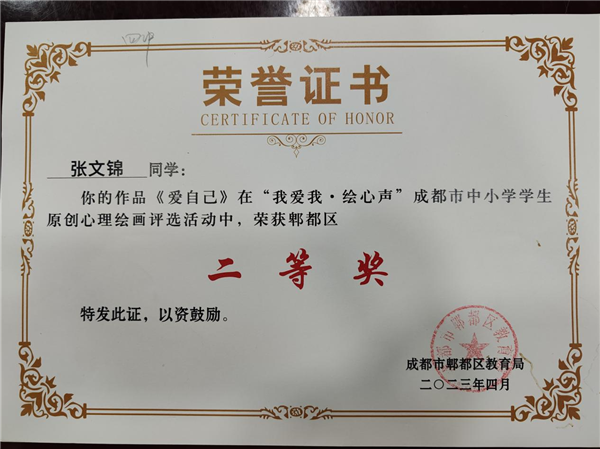 荣誉证书
CERTIFICATE OF HONOR
张文锦 同学：
你的作品《爱自己》在“我爱我·绘心声”成都市中小学学生
原创心理绘画评选活动中，荣获郫都区
二等奖
特发此证，以资鼓励。
成都市郫都区教育局
二〇二三年四月